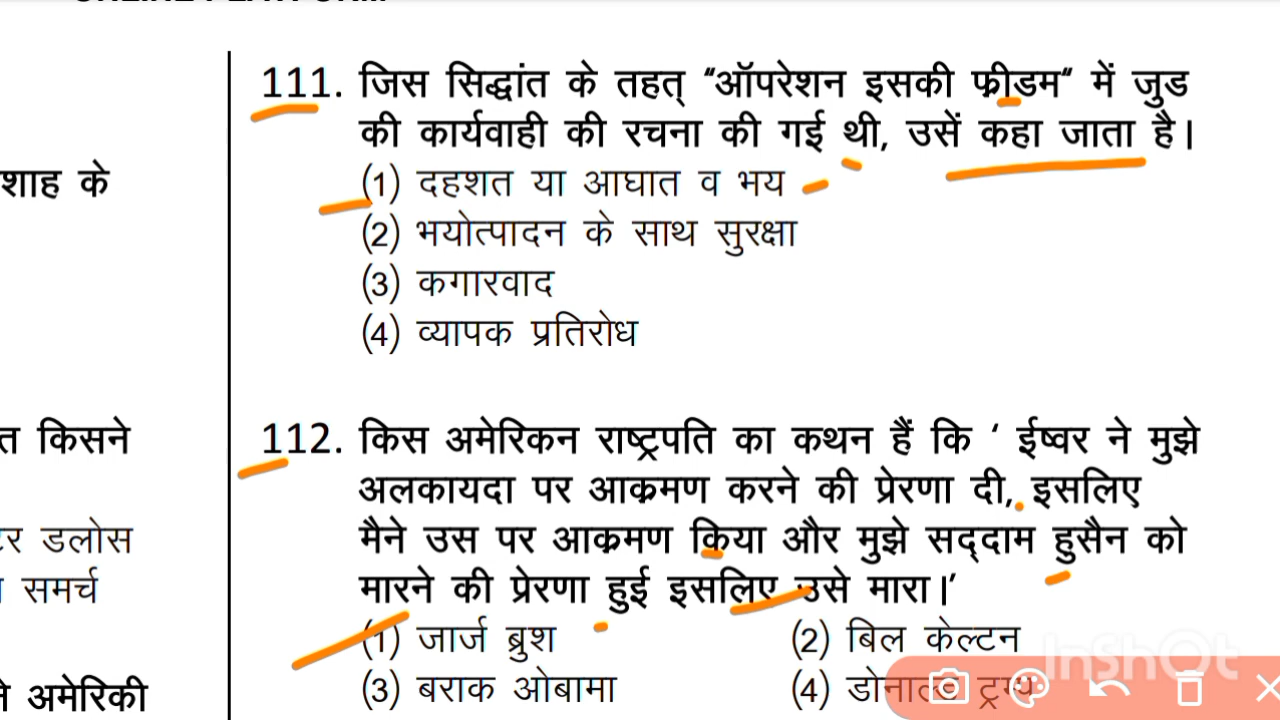 शाह के
त किसने
टर डलोस
समर्च
ने अमेरिकी
111. जिस सिद्धांत के तहत् “ऑपरेशन इसकी फ्रीडम” में जुड
की कार्यवाही की रचना की गई थी, उसें कहा जाता है।
(1) दहशत या आघात व भय
(2) भयोत्पादन के साथ सुरक्षा
(3) कगारवाद
(4) व्यापक प्रतिरोध
112. किस अमेरिकन राष्ट्रपति का कथन हैं कि ‘ ईष्वर ने मुझे
अलकायदा पर आक्रमण करने की प्रेरणा दी, इसलिए
मैने उस पर आक्रमण किया और मुझे सद्दाम हुसैन को
मारने की प्रेरणा हुई इसलिए उसे मारा।’
(1) जार्ज ब्रुश (2) बिल केल्टन
(3) बराक ओबामा (4) डोनाल्ड ट्रम्प
InShOt